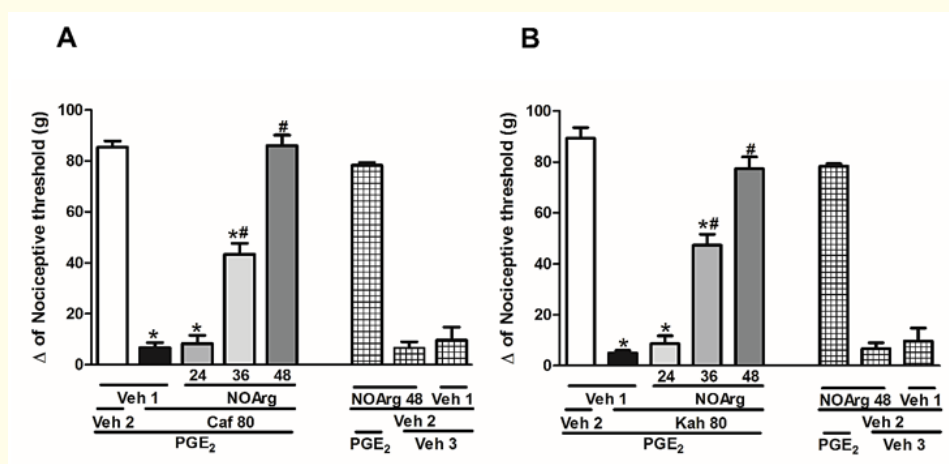 A
B
Δ of Nociceptive threshold (g)
100
80
60
40
20
0
*
*
*#
#
24 36 48
Veh 1 NOArg
Veh 2 Caf 80
PGE2
NOArg 48 Veh 1
Veh 2
PGE2 Veh 3
Δ of Nociceptive threshold (g)
100
80
60
40
20
0
*
*
*#
#
24 36 48
Veh 1 NOArg
Veh 2 Kah 80
PGE2
NOArg 48 Veh 1
Veh 2
PGE2 Veh 3